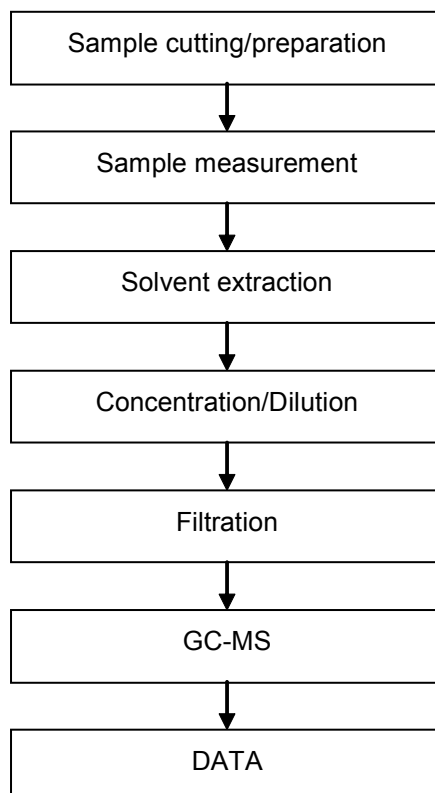 Sample cutting/preparation
Sample measurement
Solvent extraction
Concentration/Dilution
Filtration
GC-MS
DATA